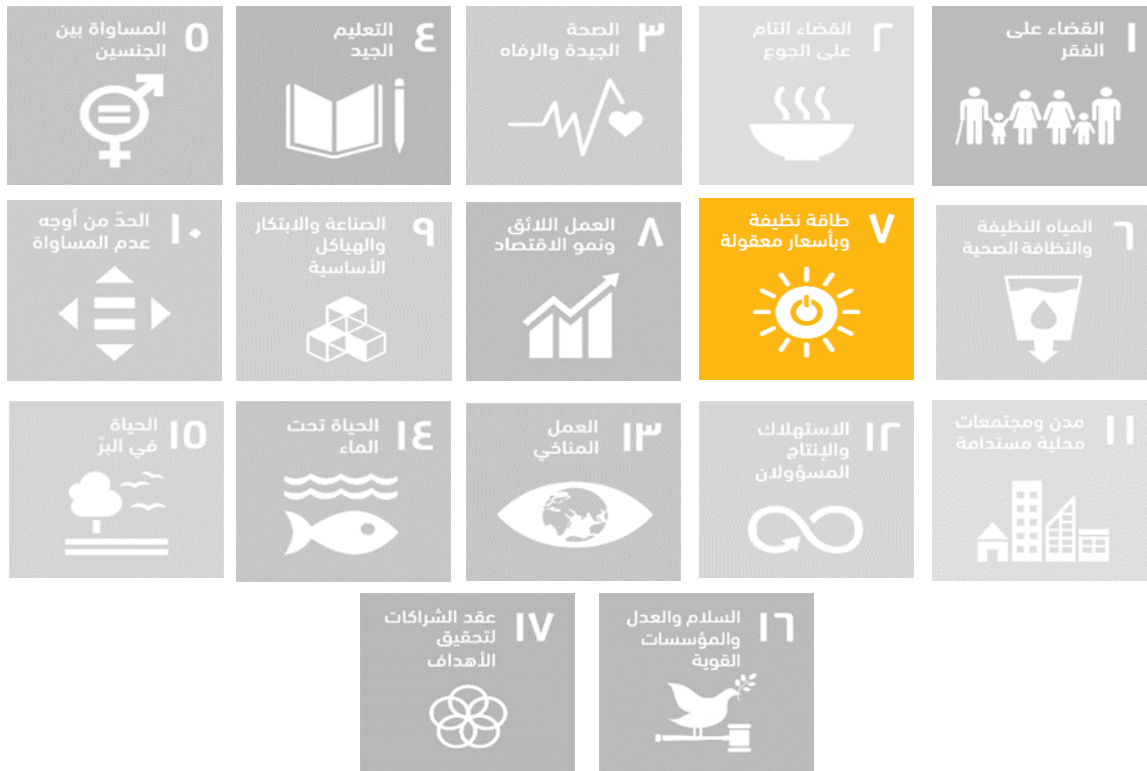 ١
القضاء على
الفقر
٢
القضاء التام
على الجوع
٣
الصحة
الجيدة والرفاه
٤
التعليم
الجيد
٥
المساواة بين
الجنسين
٦
المياه النظيفة
والنظافة الصحية
٧
طاقة نظيفة
وبأسعار معقولة
٨
العمل اللائق
ونمو الاقتصاد
٩
الصناعة والابتكار
والهياكل
الأساسية
١٠
الحدّ من أوجه
عدم المساواة
١١
مدن ومجتمعات
محلية مستدامة
١٢
الاستهلاك
والإنتاج
المسؤولان
١٣
العمل
المناخي
١٤
الحياة تحت
الماء
١٥
الحياة
في البرّ
١٦
السلام والعدل
والمؤسسات
القوية
١٧
عقد الشراكات
لتحقيق
الأهداف